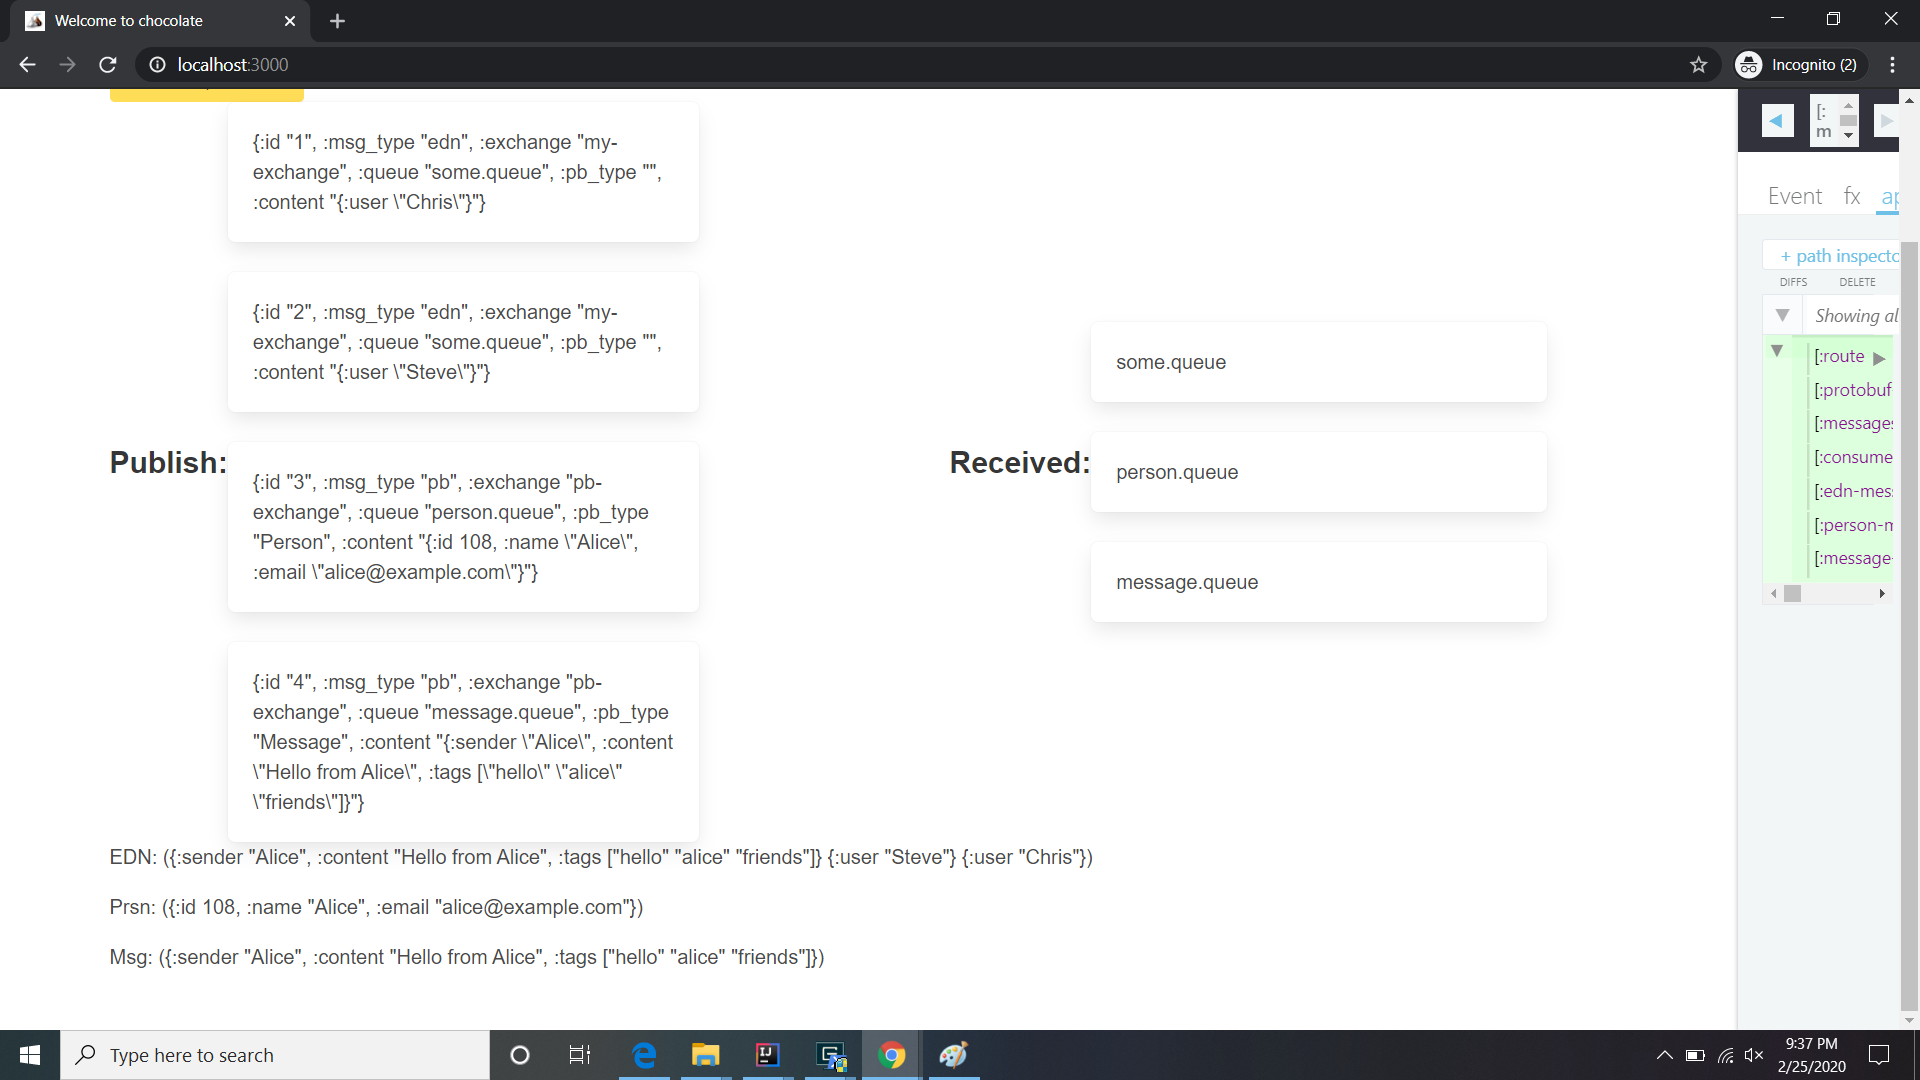 Welcome to chocolate
localhost:3000
Incognito (2)
{:id "1", :msg_type "edn", :exchange "my-
exchange", :queue "some.queue", :pb_type "",
:content "{:user \"Chris\"}"}
{:id "2", :msg_type "edn", :exchange "my-
exchange", :queue "some.queue", :pb_type "",
:content "{:user \"Steve\"}"}
Publish:
{:id "3", :msg_type "pb", :exchange "pb-
exchange", :queue "person.queue", :pb_type
"Person", :content "{:id 108, :name \"Alice\",
:email \"alice@example.com\"}"}
{:id "4", :msg_type "pb", :exchange "pb-
exchange", :queue "message.queue", :pb_type
"Message", :content "{:sender \"Alice\", :content
\"Hello from Alice\", :tags [\"hello\" \"alice\"
\"friends\"]}"}
Received:
some.queue
person.queue
message.queue
EDN: ({:sender "Alice", :content "Hello from Alice", :tags ["hello" "alice" "friends"]} {:user "Steve"} {:user "Chris"})
Prsn: ({:id 108, :name "Alice", :email "alice@example.com"})
Msg: ({:sender "Alice", :content "Hello from Alice", :tags ["hello" "alice" "friends"]})
[:
m
Event fx ap
+ path inspecto
DIFFS DELETE
Showing al
[:route
[:protobuf
[:messages
[:consume
[:edn-mes
[:person-m
[:message-
Type here to search
9:37 PM
2/25/2020